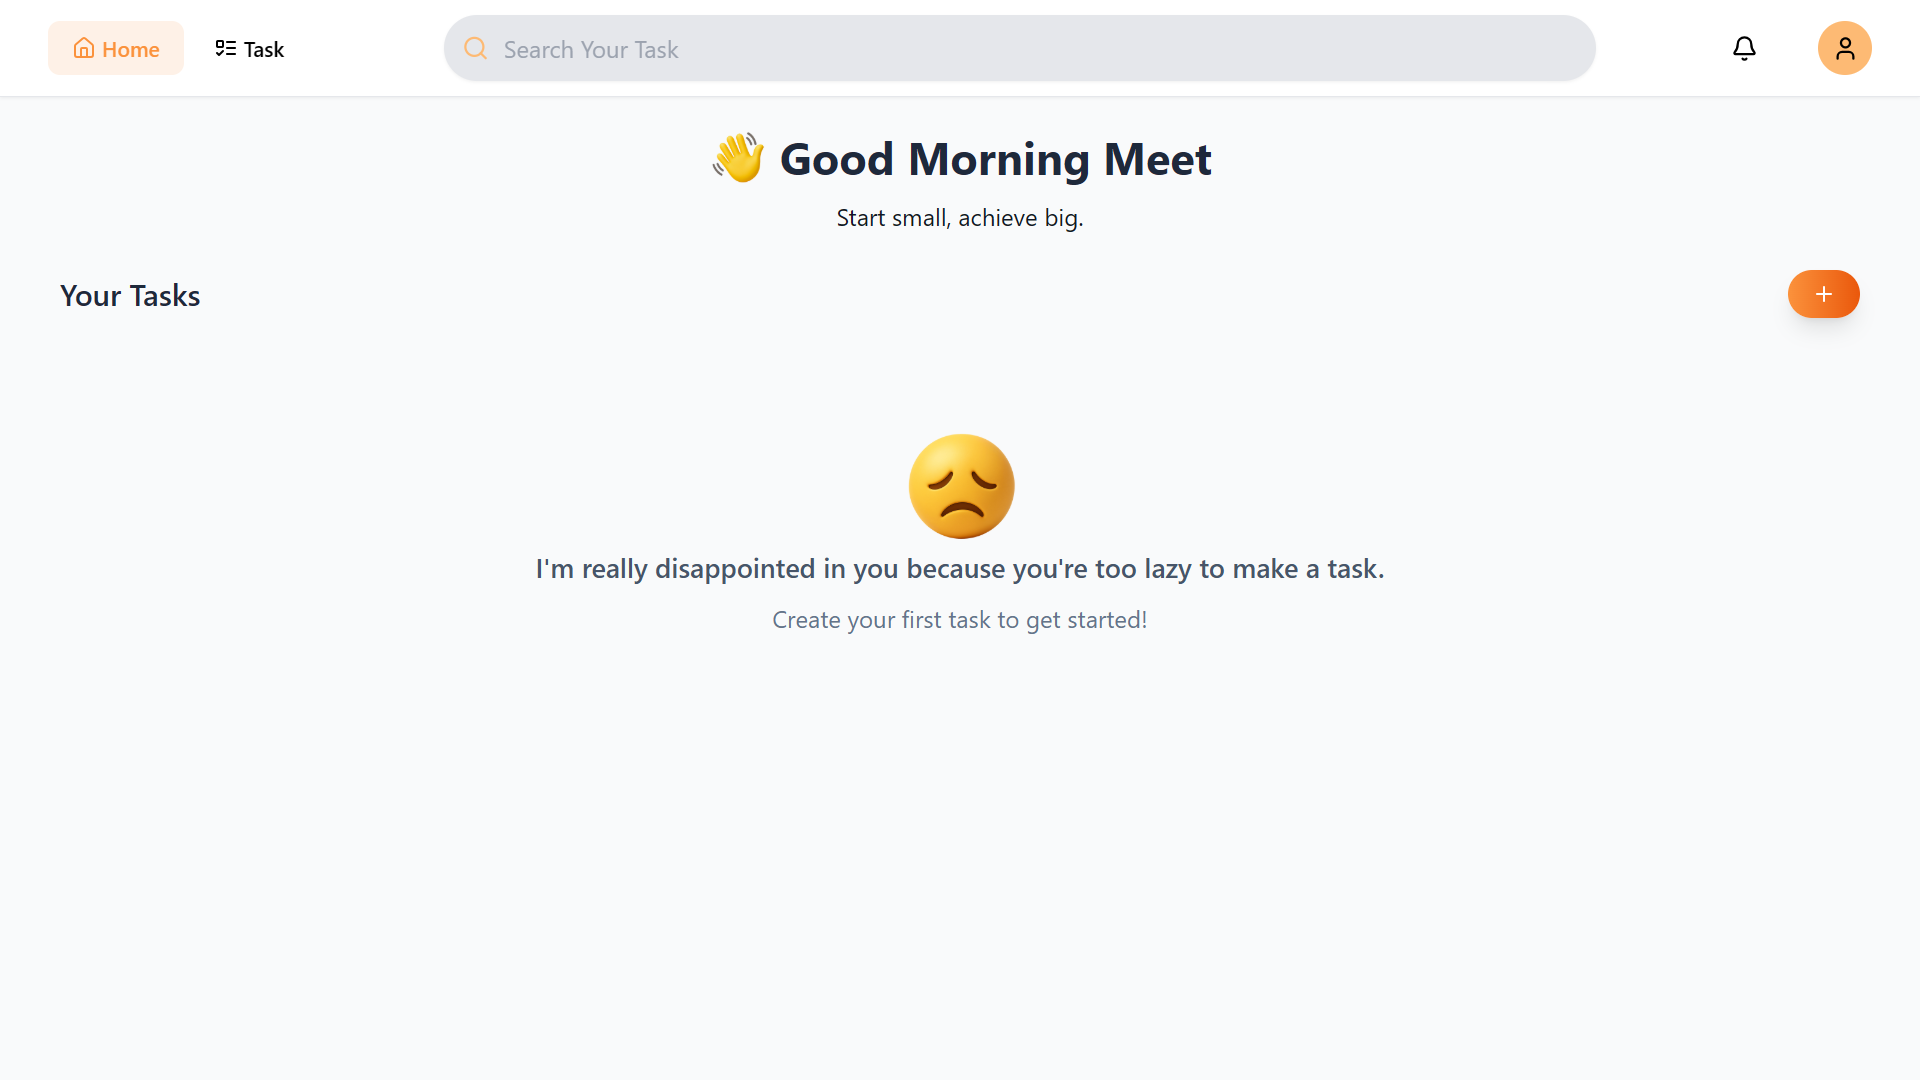 Home
Task
Search Your Task
👋 Good Morning Meet
Start small, achieve big.
Your Tasks
+
😞
I'm really disappointed in you because you're too lazy to make a task.
Create your first task to get started!